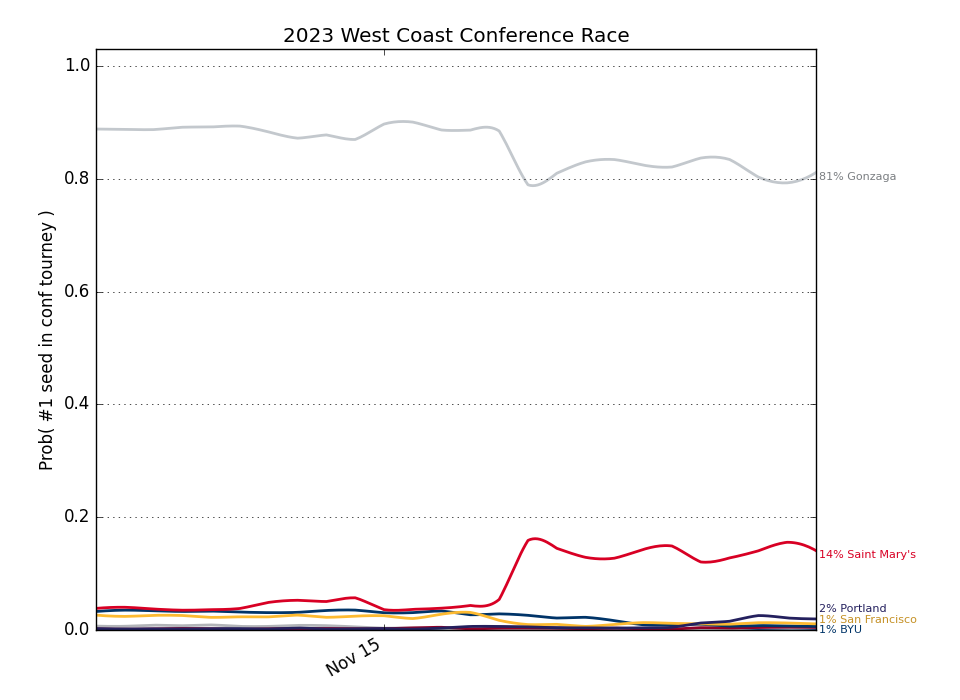 2023 West Coast Conference Race
Prob( #1 seed in conf tourney )
1.0
0.8
0.6
0.4
0.2
0.0
Nov 15
81% Gonzaga
14% Saint Mary's
2% Portland
1% San Francisco
1% BYU